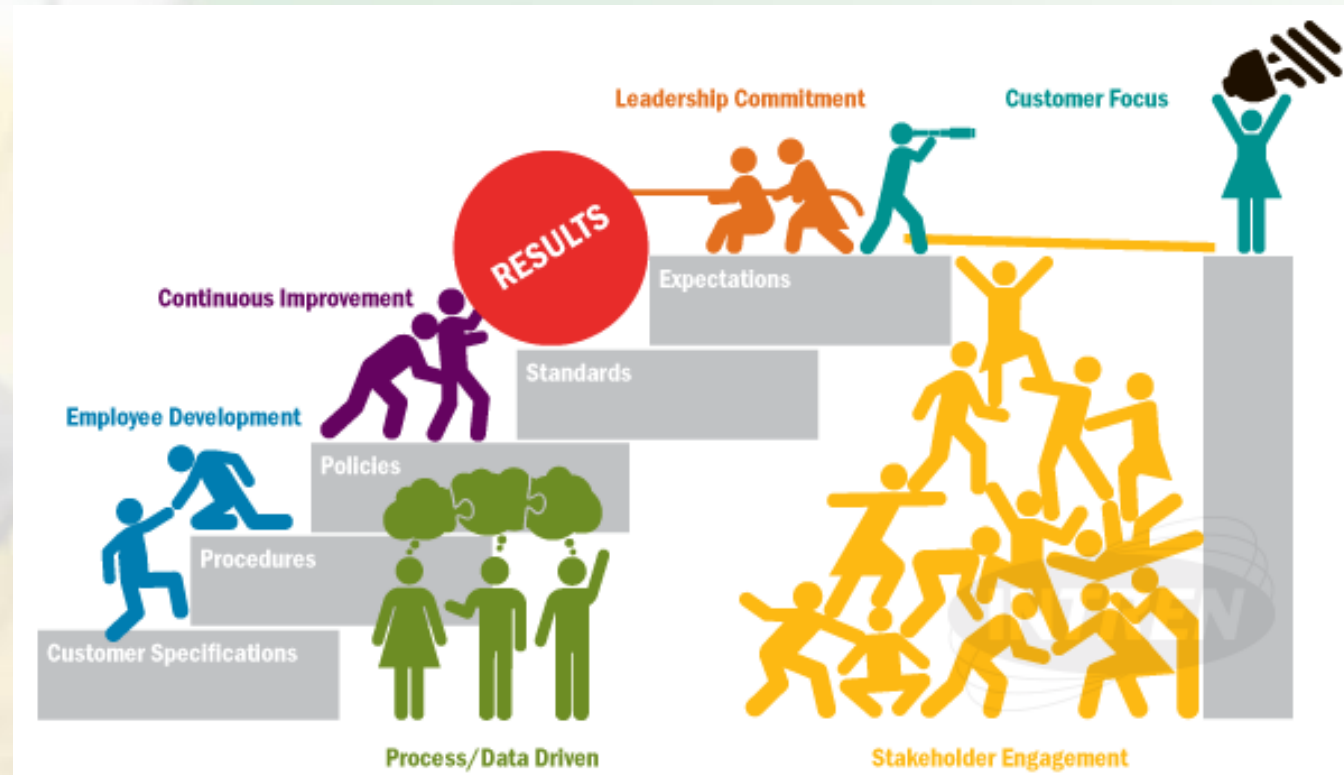 Leadership Commitment
Customer Focus
RESULTS
Expectations
Continuous Improvement
Standards
Employee Development
Policies
Procedures
Customer Specifications
Process/Data Driven
Stakeholder Engagement